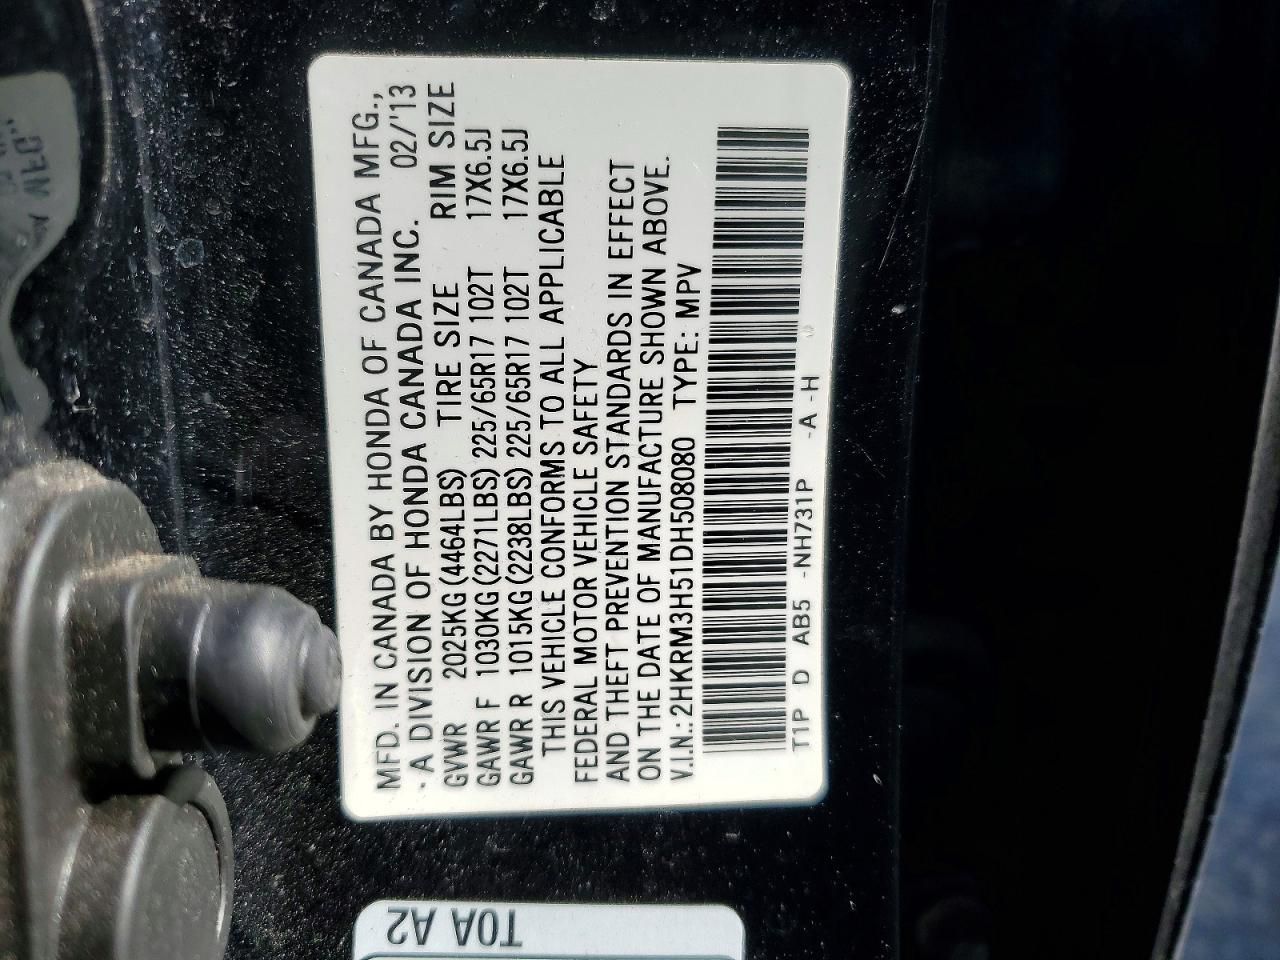 MFD. IN CANADA BY HONDA OF CANADA MFG.,
· A DIVISION OF HONDA CANADA INC. 02/'13
GVWR 2025KG(4464LBS) TIRE SIZE RIM SIZE
GAWR F 1030KG(2271LBS) 225/65R17 102T 17X6.5J
GAWR R 1015KG(2238LBS) 225/65R17 102T 17X6.5J
THIS VEHICLE CONFORMS TO ALL APPLICABLE
FEDERAL MOTOR VEHICLE SAFETY
AND THEFT PREVENTION STANDARDS IN EFFECT
ON THE DATE OF MANUFACTURE SHOWN ABOVE.
V.I.N.: 2HKRM3H51DH508080 TYPE: MPV
T1P D AB5 -NH731P -A -H
T0A A2